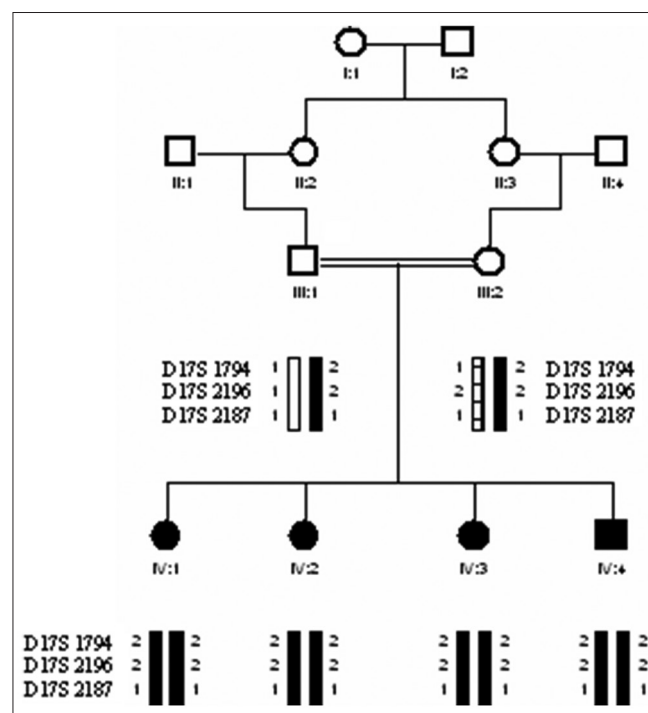 I:1 I:2
II:1 II:2 II:3 II:4
III:1 III:2
D17S 1794 1 2 1 2 D17S 1794
D17S 2196 1 2 2 2 D17S 2196
D17S 2187 1 1 1 1 D17S 2187
IV:1 IV:2 IV:3 IV:4
D17S 1794 2 2 2 2 2 2 2 2
D17S 2196 2 2 2 2 2 2 2 2
D17S 2187 1 1 1 1 1 1 1 1